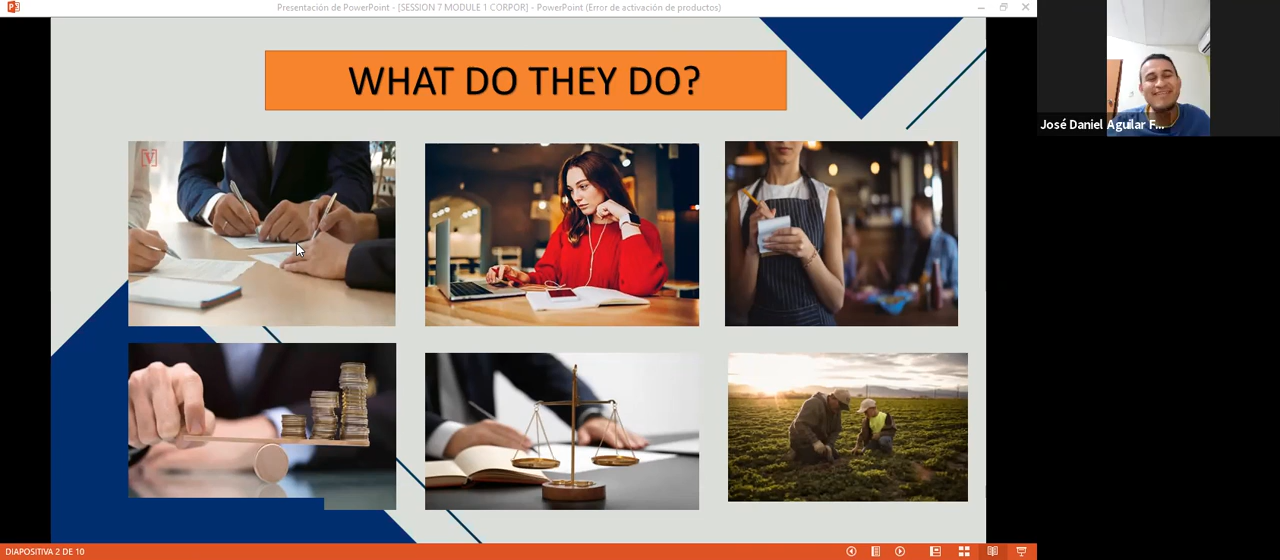 Presentación de PowerPoint - [SESSION 7 MODULE 1 CORPOR] - PowerPoint (Error de activación de productos)
WHAT DO THEY DO?
[V]
José Daniel Aguilar F...
DIAPOSITIVA 2 DE 10